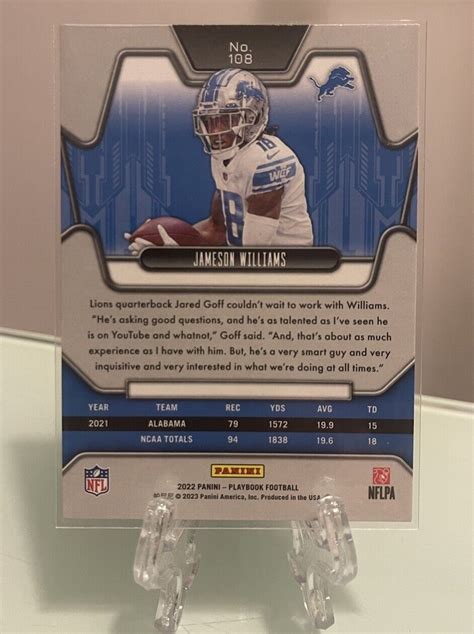 No.
108
18
WCF
JAMESON WILLIAMS
Lions quarterback Jared Goff couldn't wait to work with Williams.
"He's asking good questions, and he's as talented as I've seen he
is on YouTube and whatnot," Goff said. "And, that's about as much
experience as I have with him. But, he's a very smart guy and very
inquisitive and very interested in what we're doing at all times."
YEAR TEAM REC YDS AVG TD
2021 ALABAMA 79 1572 19.9 15
NCAA TOTALS 94 1838 19.6 18
PANINI
NFL
NFLPA
2022 PANINI – PLAYBOOK FOOTBALL
© 2023 Panini America, Inc. Produced in the USA.